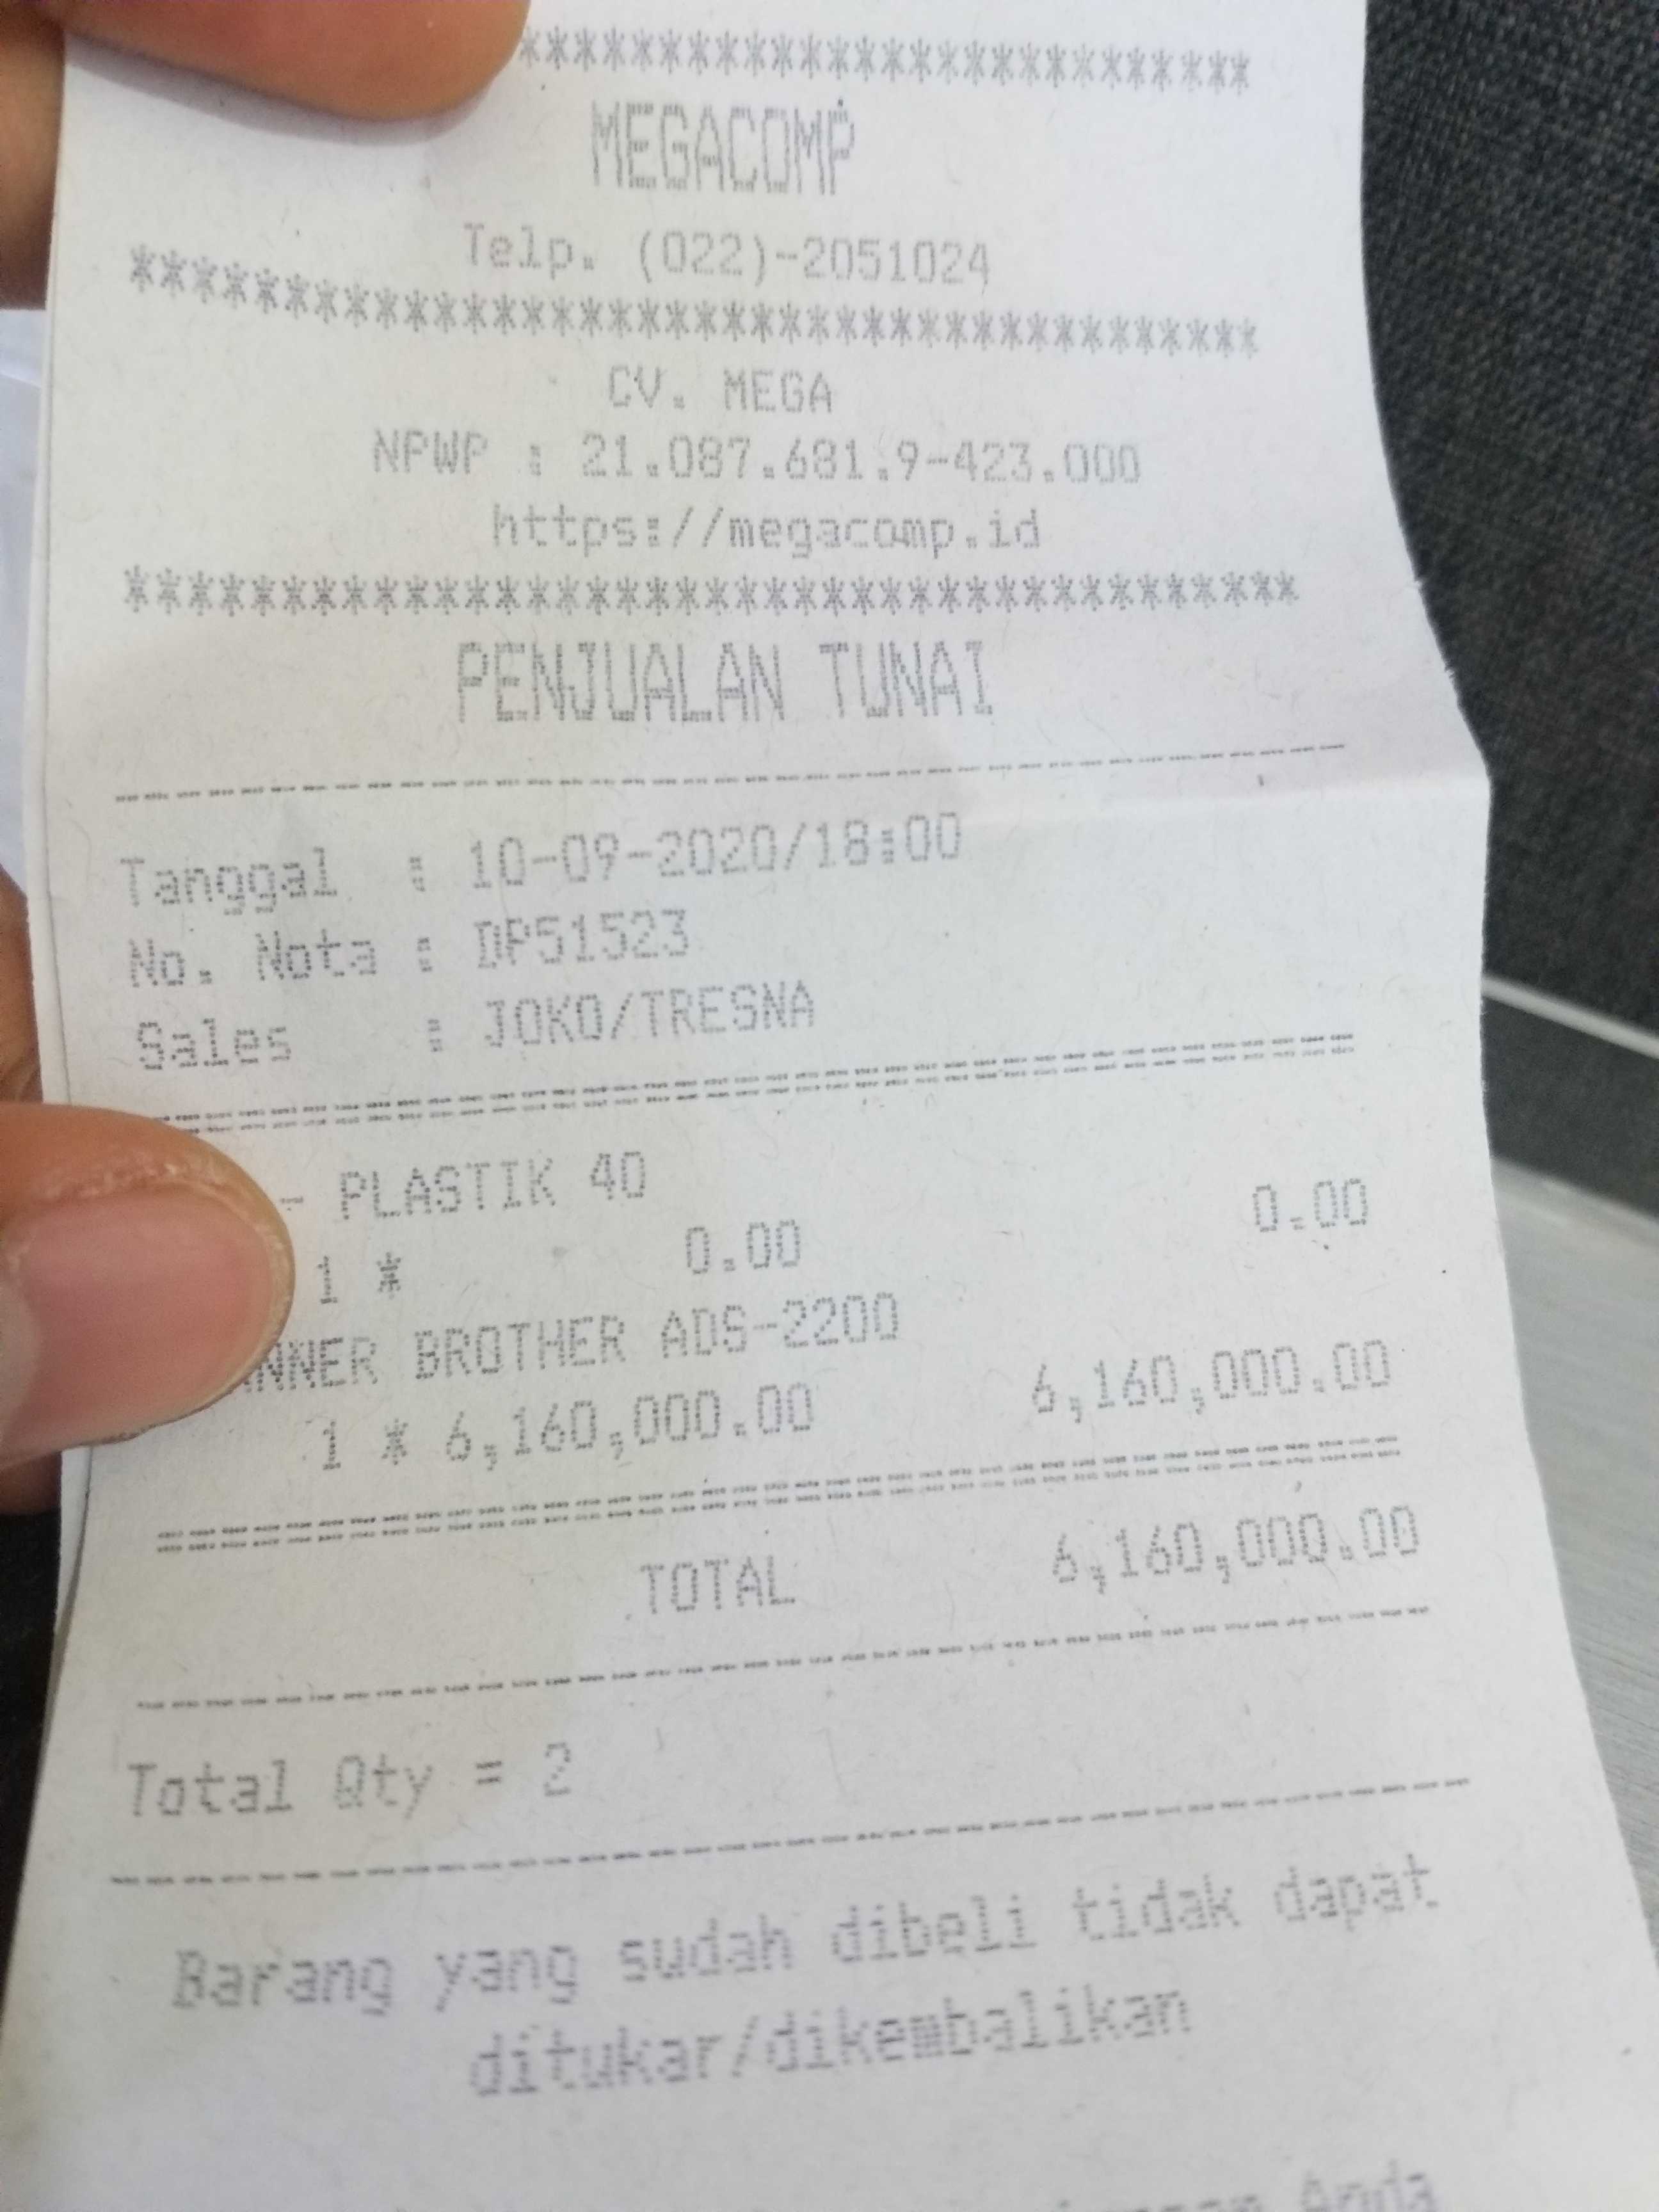 *************************
MEGACOMP
Telp. (022)-2051024
***************************************
CV. MEGA
NPWP : 21.087.681.9-423.000
https://megacomp.id
***************************************
PENJUALAN TUNAI
Tanggal : 10-09-2020/18:00
No. Nota : DP51523
Sales : JOKO/TRESNA
- PLASTIK 40
1 * 0.00 0.00
NNER BROTHER ADS-2200
1 * 6,160,000.00 6,160,000.00
TOTAL 6,160,000.00
Total Qty = 2
Barang yang sudah dibeli tidak dapat
ditukar/dikembalikan
Anda